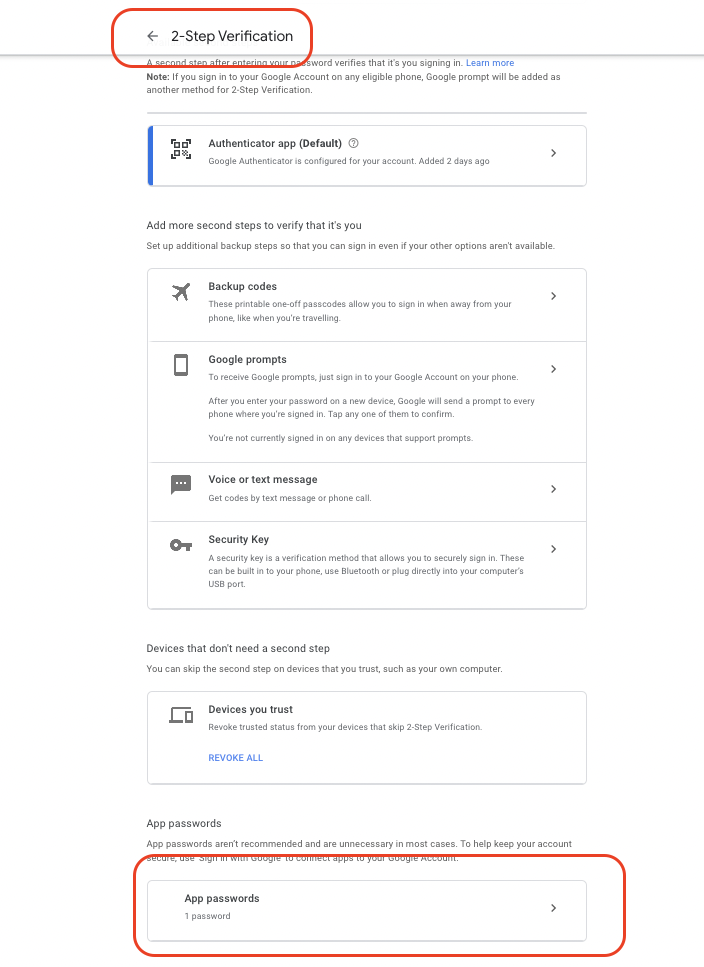 2-Step Verification
A second step after entering your password verifies that it's you signing in. Learn more
Note: If you sign in to your Google Account on any eligible phone, Google prompt will be added as
another method for 2-Step Verification.
Authenticator app (Default)
Google Authenticator is configured for your account. Added 2 days ago
Add more second steps to verify that it's you
Set up additional backup steps so that you can sign in even if your other options aren't available.
Backup codes
These printable one-off passcodes allow you to sign in when away from your
phone, like when you're travelling.
Google prompts
To receive Google prompts, just sign in to your Google Account on your phone.
After you enter your password on a new device, Google will send a prompt to every
phone where you're signed in. Tap any one of them to confirm.
You're not currently signed in on any devices that support prompts.
Voice or text message
Get codes by text message or phone call.
Security Key
A security key is a verification method that allows you to securely sign in. These
can be built in to your phone, use Bluetooth or plug directly into your computer's
USB port.
Devices that don't need a second step
You can skip the second step on devices that you trust, such as your own computer.
Devices you trust
Revoke trusted status from your devices that skip 2-Step Verification.
REVOKE ALL
App passwords
App passwords aren't recommended and are unnecessary in most cases. To help keep your account
secure, use 'Sign in with Google' to connect apps to your Google Account.
App passwords
1 password